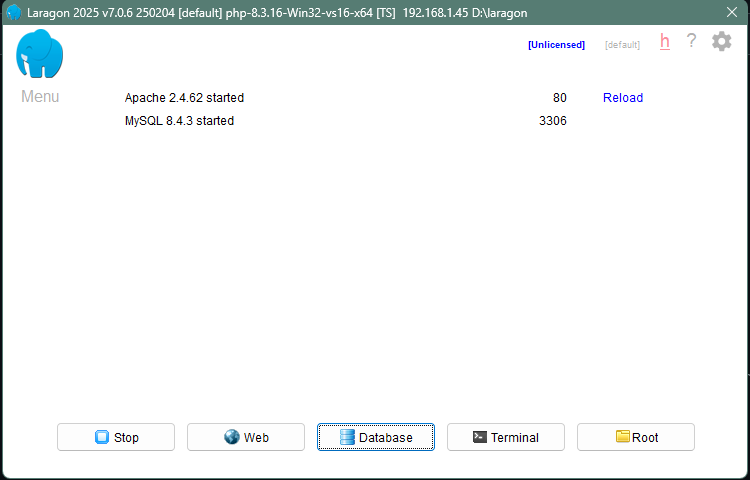 Laragon 2025 v7.0.6 250204 [default] php-8.3.16-Win32-vs16-x64 [TS]  192.168.1.45 D:\laragon
[Unlicensed] [default] h ?
Menu
Apache 2.4.62 started 80 Reload
MySQL 8.4.3 started 3306
Stop Web Database Terminal Root